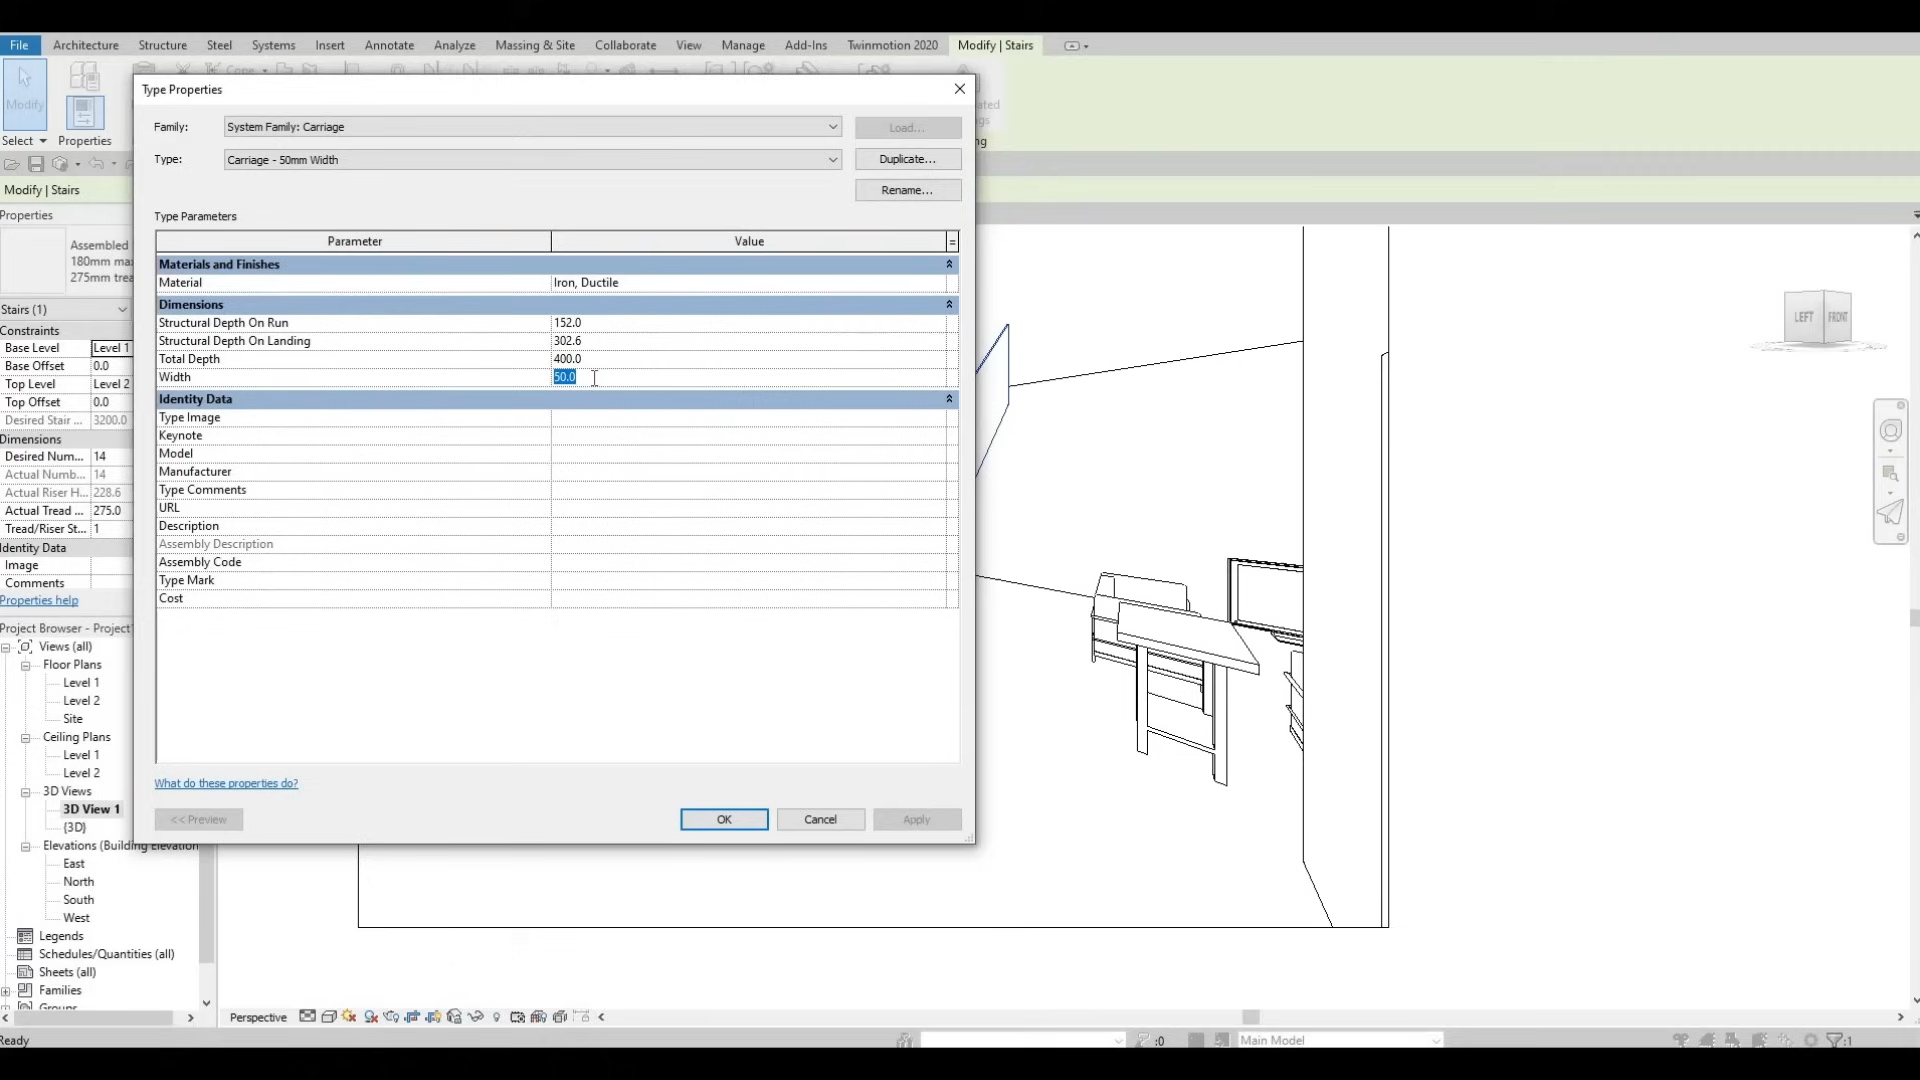 File Architecture Structure Steel Systems Insert Annotate Analyze Massing & Site Collaborate View Manage Add-Ins Twinmotion 2020 Modify | Stairs
Modify
Select Properties
Modify | Stairs
Properties
Assembled
180mm max
275mm trea
Stairs (1)
Constraints
Base Level Level 1
Base Offset 0.0
Top Level Level 2
Top Offset 0.0
Desired Stair ... 3200.0
Dimensions
Desired Num... 14
Actual Numb... 14
Actual Riser H... 228.6
Actual Tread ... 275.0
Tread/Riser St... 1
Identity Data
Image
Comments
Properties help
Project Browser - Project
Views (all)
Floor Plans
Level 1
Level 2
Site
Ceiling Plans
Level 1
Level 2
3D Views
3D View 1
{3D}
Elevations (Building Elevation
East
North
South
West
Legends
Schedules/Quantities (all)
Sheets (all)
Families
Groups
Type Properties
Family: System Family: Carriage Load...
Type: Carriage - 50mm Width Duplicate...
Rename...
Type Parameters
Parameter Value =
Materials and Finishes
Material Iron, Ductile
Dimensions
Structural Depth On Run 152.0
Structural Depth On Landing 302.6
Total Depth 400.0
Width 50.0
Identity Data
Type Image
Keynote
Model
Manufacturer
Type Comments
URL
Description
Assembly Description
Assembly Code
Type Mark
Cost
What do these properties do?
<< Preview OK Cancel Apply
LEFT FRONT
Perspective
Ready :0 Main Model :1